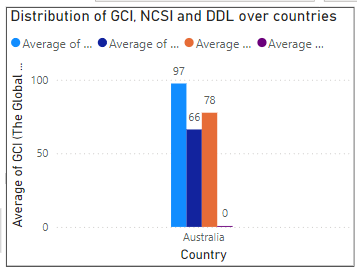 Distribution of GCI, NCSI and DDL over countries
Average of ... Average of ... Average of ... Average ...
97
78
66
0
100
50
0
Average of GCI (The Global ...
Australia
Country